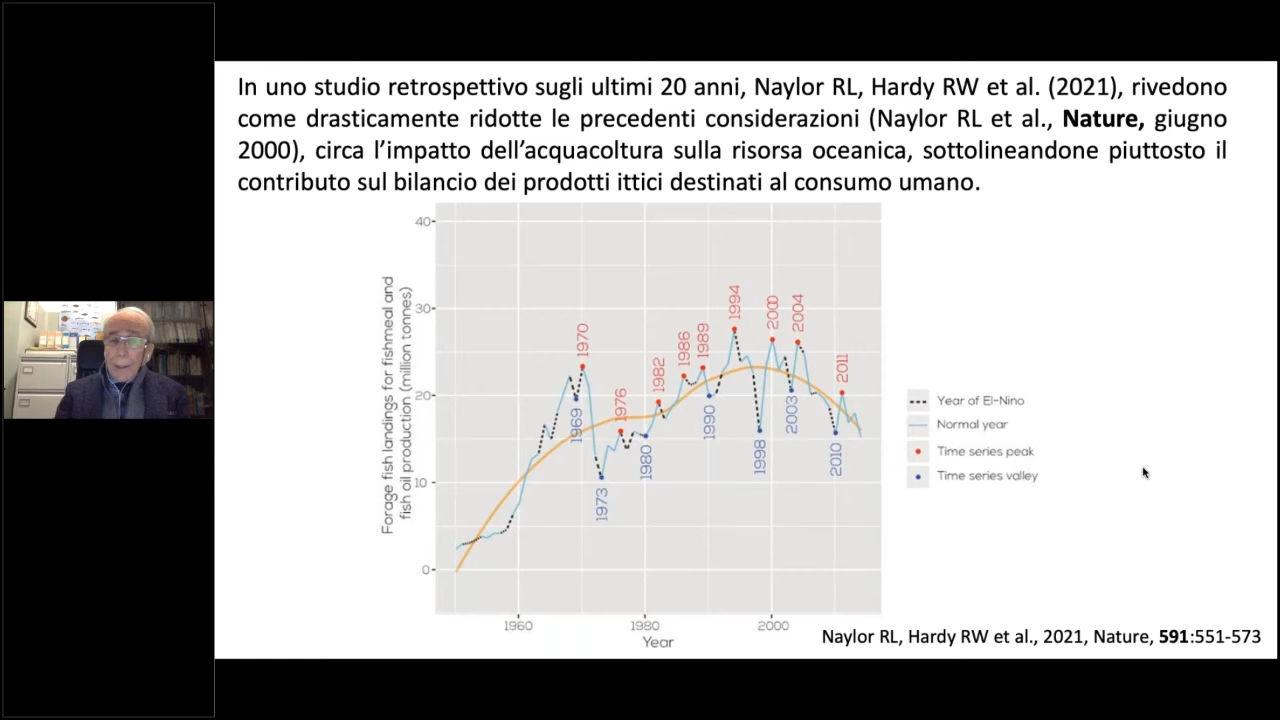 In uno studio retrospettivo sugli ultimi 20 anni, Naylor RL, Hardy RW et al. (2021), rivedono
come drasticamente ridotte le precedenti considerazioni (Naylor RL et al., Nature, giugno
2000), circa l’impatto dell’acquacoltura sulla risorsa oceanica, sottolineandone piuttosto il
contributo sul bilancio dei prodotti ittici destinati al consumo umano.
Forage fish landings for fishmeal and
fish oil production (million tonnes)
40
30
20
10
0
1969
1970
1973
1976
1980
1982
1986
1989
1990
1994
1998
2000
2003
2004
2010
2011
1960
1980
2000
Year
Year of El-Nino
Normal year
Time series peak
Time series valley
Naylor RL, Hardy RW et al., 2021, Nature, 591:551-573